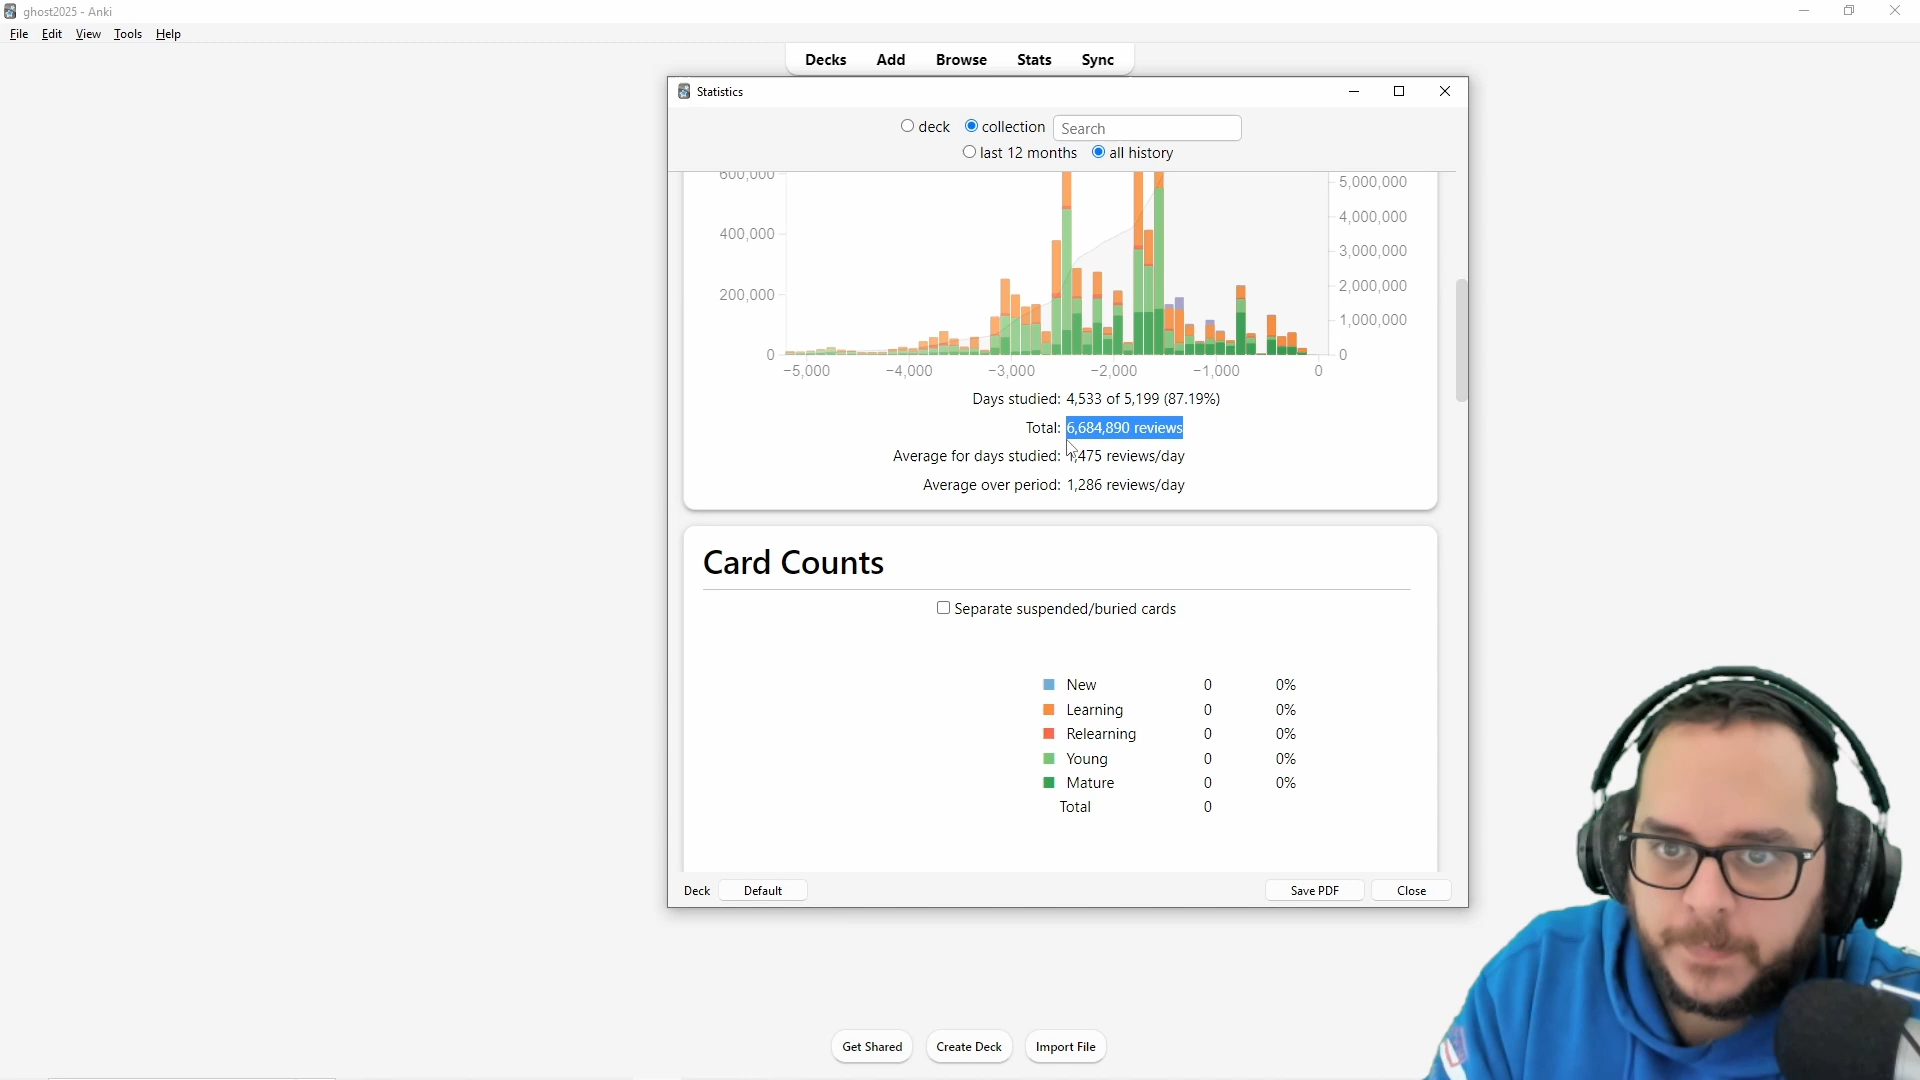 ghost2025 - Anki
File Edit View Tools Help
Decks Add Browse Stats Sync
Statistics
deck collection Search
last 12 months all history
600,000 5,000,000
4,000,000
400,000 3,000,000
200,000 2,000,000
1,000,000
0 0
−5,000 −4,000 −3,000 −2,000 −1,000 0
Days studied: 4,533 of 5,199 (87.19%)
Total: 6,684,890 reviews
Average for days studied: 1,475 reviews/day
Average over period: 1,286 reviews/day
Card Counts
Separate suspended/buried cards
New 0 0%
Learning 0 0%
Relearning 0 0%
Young 0 0%
Mature 0 0%
Total 0
Deck Default Save PDF Close
Get Shared Create Deck Import File